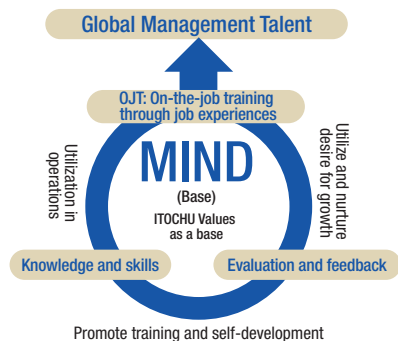 Global Management Talent
OJT: On-the-job training
through job experiences
Utilization in
operations
MIND
(Base)
ITOCHU Values
as a base
Utilize and nurture
desire for growth
Knowledge and skills
Evaluation and feedback
Promote training and self-development